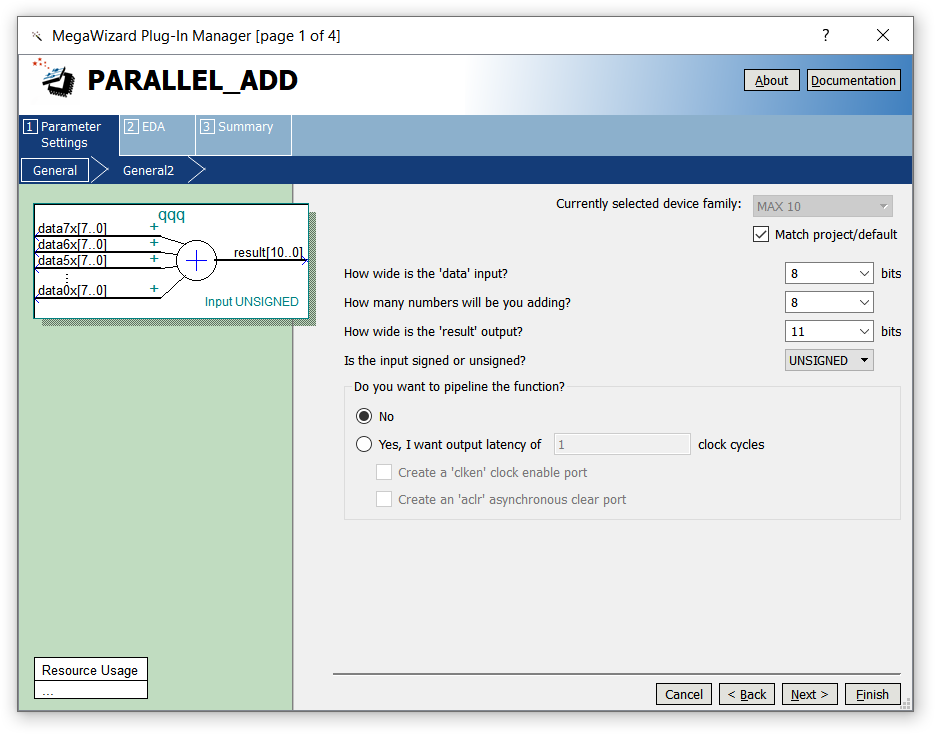 MegaWizard Plug-In Manager [page 1 of 4]
?
PARALLEL_ADD
About
Documentation
1 Parameter Settings
2 EDA
3 Summary
General
General2
qqq
data7x[7..0] +
data6x[7..0] +
data5x[7..0] +
data0x[7..0] +
result[10..0]
Input UNSIGNED
Currently selected device family:
MAX 10
Match project/default
How wide is the 'data' input?
8
bits
How many numbers will be you adding?
8
How wide is the 'result' output?
11
bits
Is the input signed or unsigned?
UNSIGNED
Do you want to pipeline the function?
No
Yes, I want output latency of
1
clock cycles
Create a 'clken' clock enable port
Create an 'aclr' asynchronous clear port
Resource Usage
...
Cancel
< Back
Next >
Finish